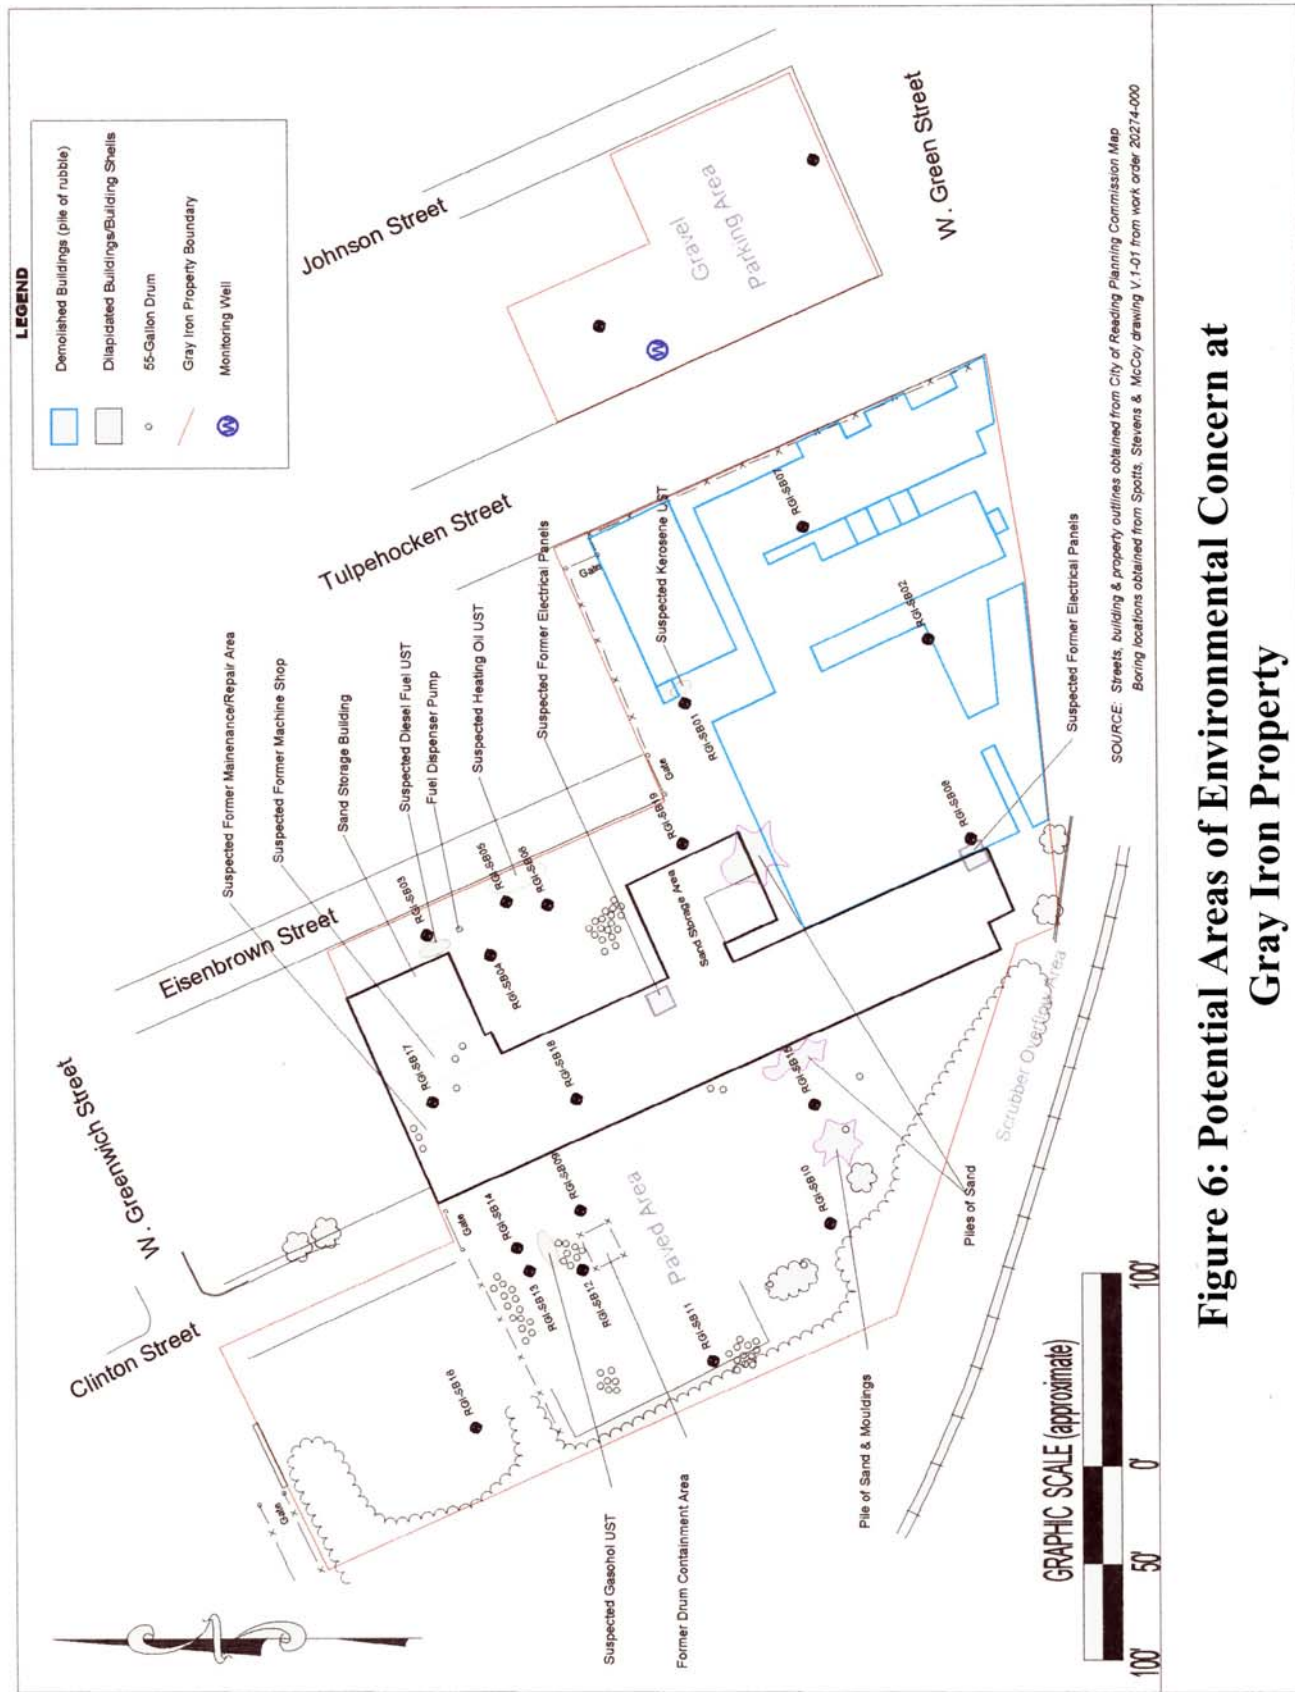 LEGEND
Demolished Buildings (pile of rubble)
Dilapidated Buildings/Building Shells
55-Gallon Drum
Gray Iron Property Boundary
Monitoring Well
M
Johnson Street
Tulpehocken Street
Eisenbrown Street
W. Greenwich Street
Clinton Street
W. Green Street
Gravel
Parking Area
Suspected Former Mainenance/Repair Area
Suspected Former Machine Shop
Sand Storage Building
Suspected Diesel Fuel UST
Fuel Dispenser Pump
Suspected Heating Oil UST
Suspected Former Electrical Panels
Suspected Kerosene UST
Gate
Gate
Gate
Gate
RGI-SB17
RGI-SB03
RGI-SB04
RGI-SB05
RGI-SB06
RGI-SB18
RGI-SB19
RGI-SB01
RGI-SB07
RGI-SB02
RGI-SB08
RGI-SB14
RGI-SB09
RGI-SB13
RGI-SB12
RGI-SB11
RGI-SB10
RGI-SB15
RGI-SB16
Sand Storage Area
Paved Area
Scrubber Overflow Area
Suspected Former Electrical Panels
Piles of Sand
Pile of Sand & Mouldings
Suspected Gasohol UST
Former Drum Containment Area
SOURCE: Streets, building & property outlines obtained from City of Reading Planning Commission Map
Boring locations obtained from Spotts, Stevens & McCoy drawing V.1-01 from work order 20274-000
GRAPHIC SCALE (approximate)
100' 50' 0' 100'
Figure 6: Potential Areas of Environmental Concern at
Gray Iron Property